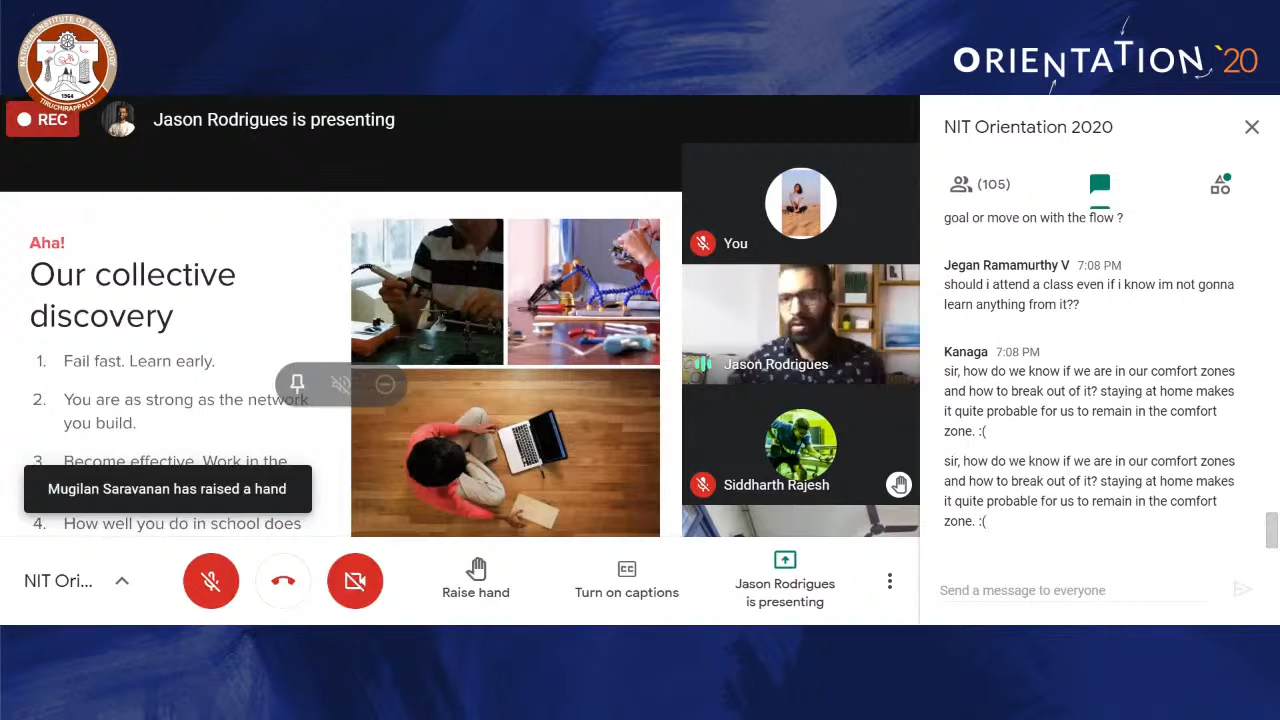 NATIONAL INSTITUTE OF TECHNOLOGY
1964
TIRUCHIRAPPALLI
ORIENTATION '20
REC
Jason Rodrigues is presenting
Aha!
Our collective
discovery
1. Fail fast. Learn early.
2. You are as strong as the network
you build.
3. Become effective. Work in the
Mugilan Saravanan has raised a hand
4. How well you do in school does
You
Jason Rodrigues
Siddharth Rajesh
NIT Orientation 2020
(105)
goal or move on with the flow ?
Jegan Ramamurthy V 7:08 PM
should i attend a class even if i know im not gonna
learn anything from it??
Kanaga 7:08 PM
sir, how do we know if we are in our comfort zones
and how to break out of it? staying at home makes
it quite probable for us to remain in the comfort
zone. :(
sir, how do we know if we are in our comfort zones
and how to break out of it? staying at home makes
it quite probable for us to remain in the comfort
zone. :(
Send a message to everyone
NIT Ori...
Raise hand
CC
Turn on captions
Jason Rodrigues
is presenting